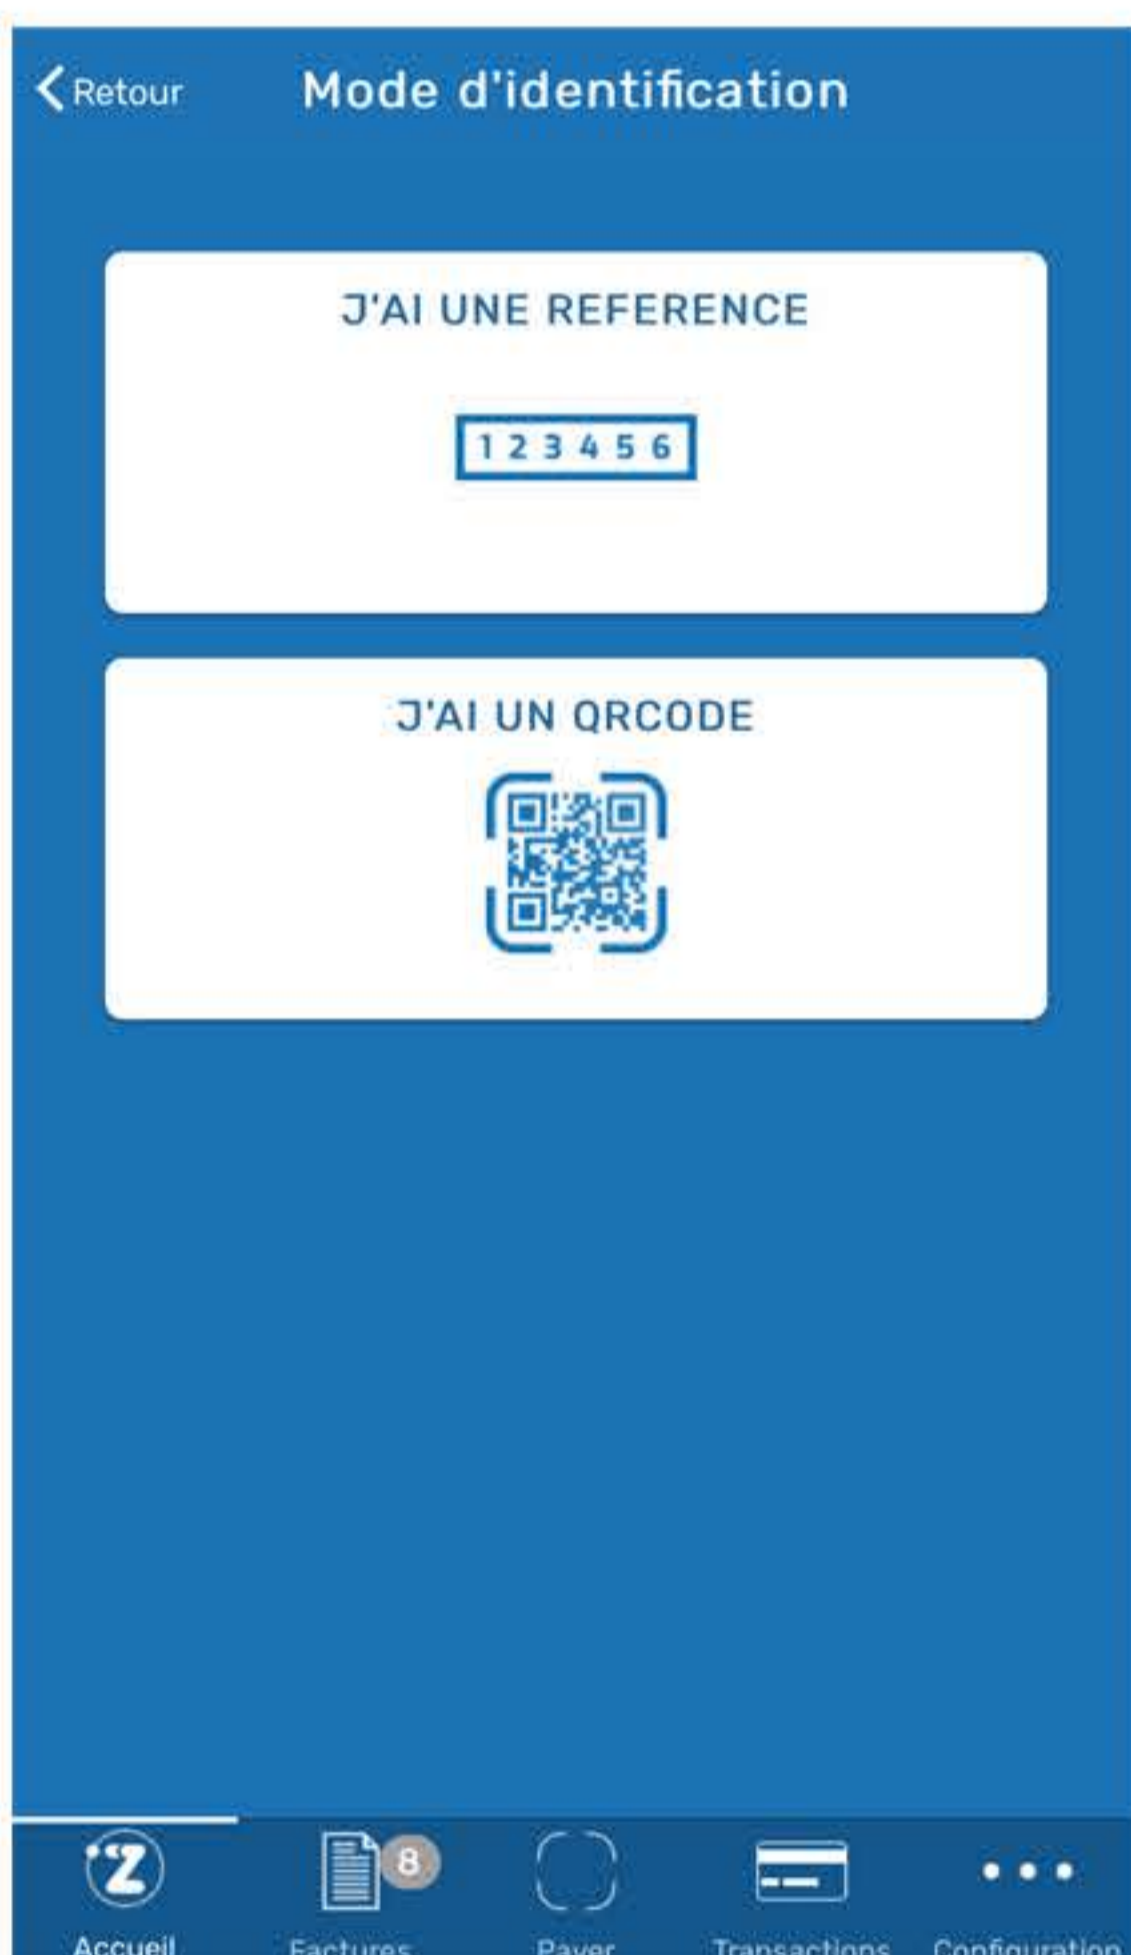 Retour Mode d'identification
J'AI UNE REFERENCE
1 2 3 4 5 6
J'AI UN QRCODE
Z 8
Accueil Factures Payer Transactions Configuration